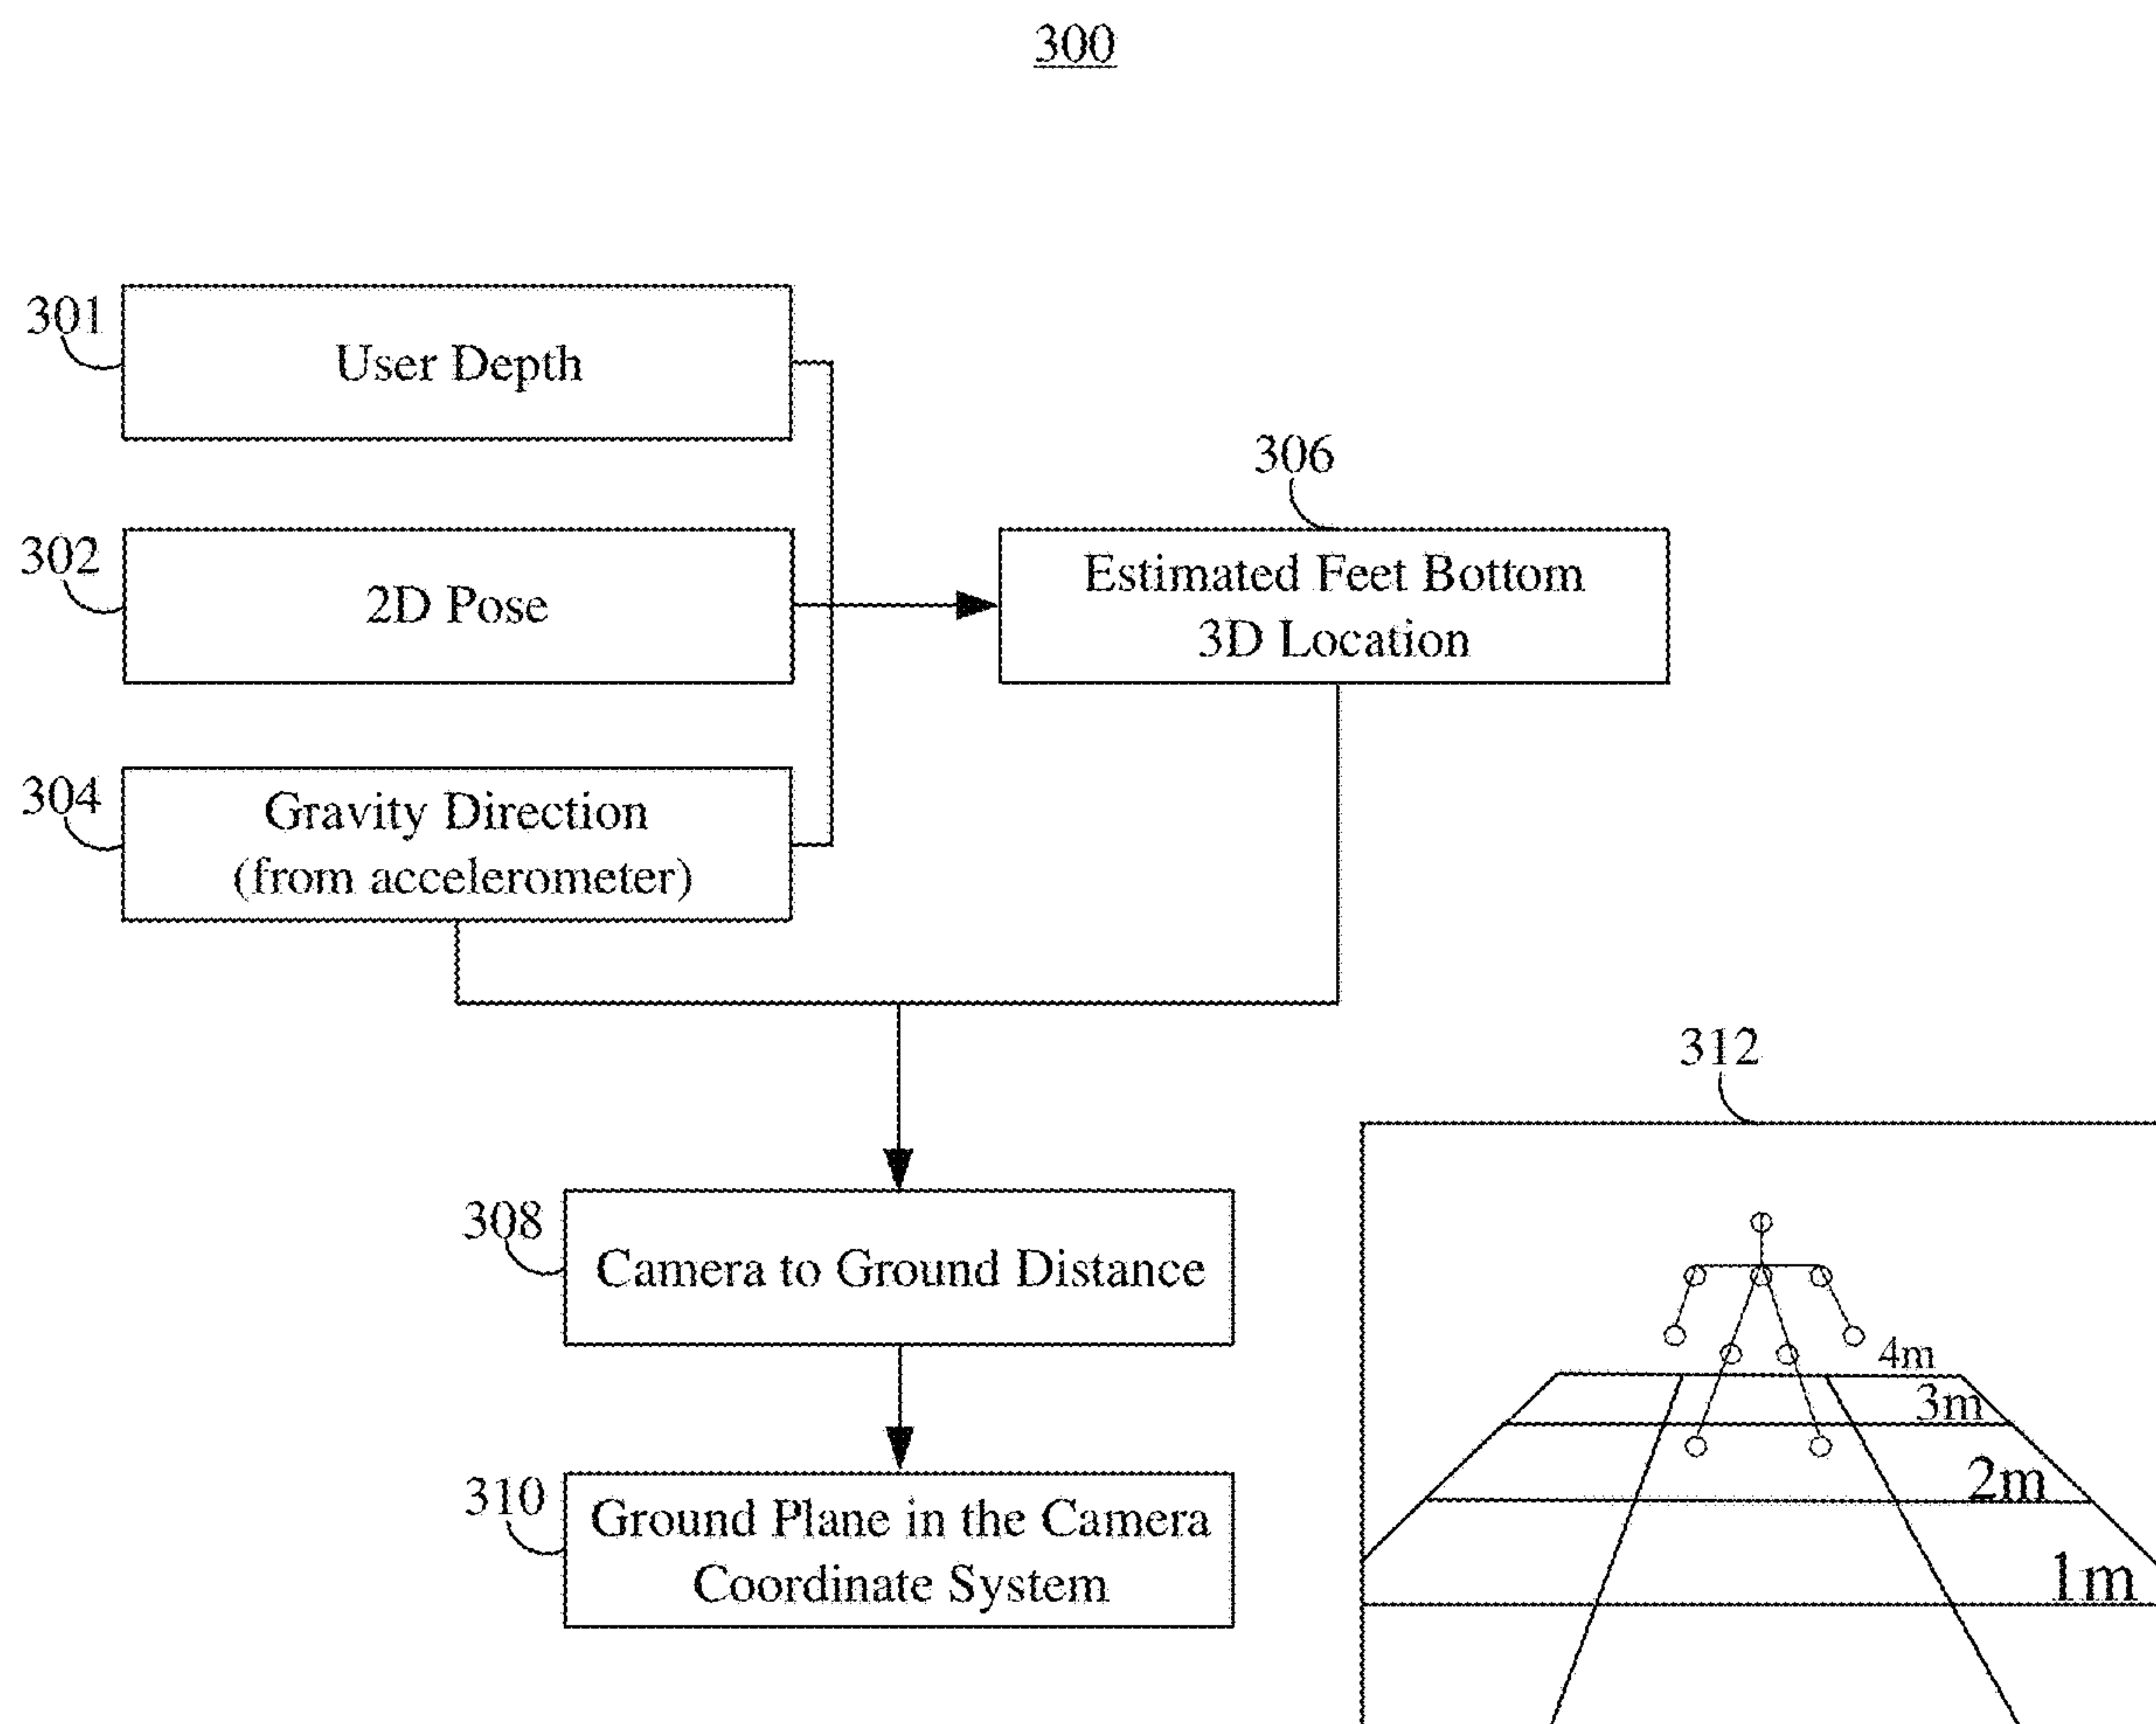 300
301
User Depth
306
302
2D Pose
Estimated Feet Bottom
3D Location
304
Gravity Direction
(from accelerometer)
312
308
Camera to Ground Distance
4m
3m
310
Ground Plane in the Camera
Coordinate System
2m
1m